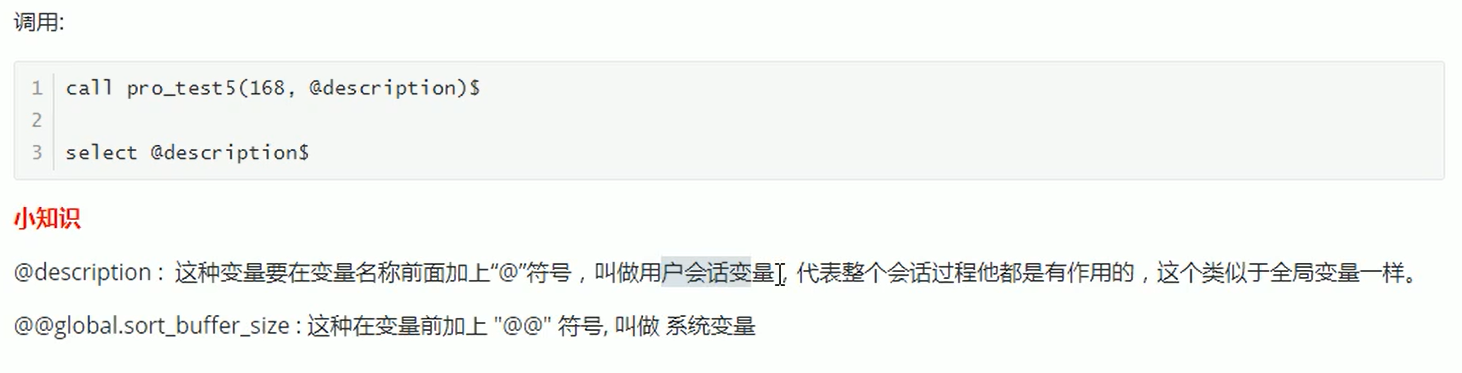 调用:
1 call pro_test5(168, @description)$
2
3 select @description$
小知识
@description : 这种变量要在变量名称前面加上“@”符号，叫做用户会话变量，代表整个会话过程他都是有作用的，这个类似于全局变量一样。
@@global.sort_buffer_size : 这种在变量前加上 "@@" 符号, 叫做 系统变量